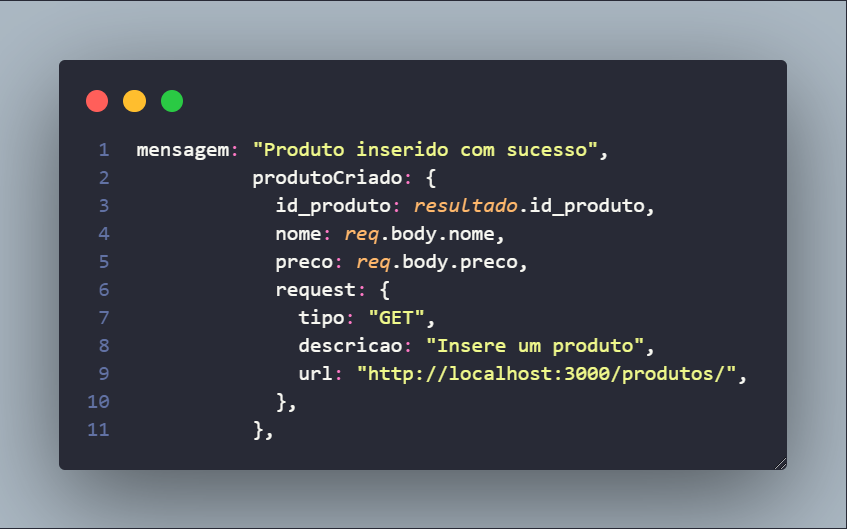 1 mensagem: "Produto inserido com sucesso",
2 produtoCriado: {
3 id_produto: resultado.id_produto,
4 nome: req.body.nome,
5 preco: req.body.preco,
6 request: {
7 tipo: "GET",
8 descricao: "Insere um produto",
9 url: "http://localhost:3000/produtos/",
10 },
11 },